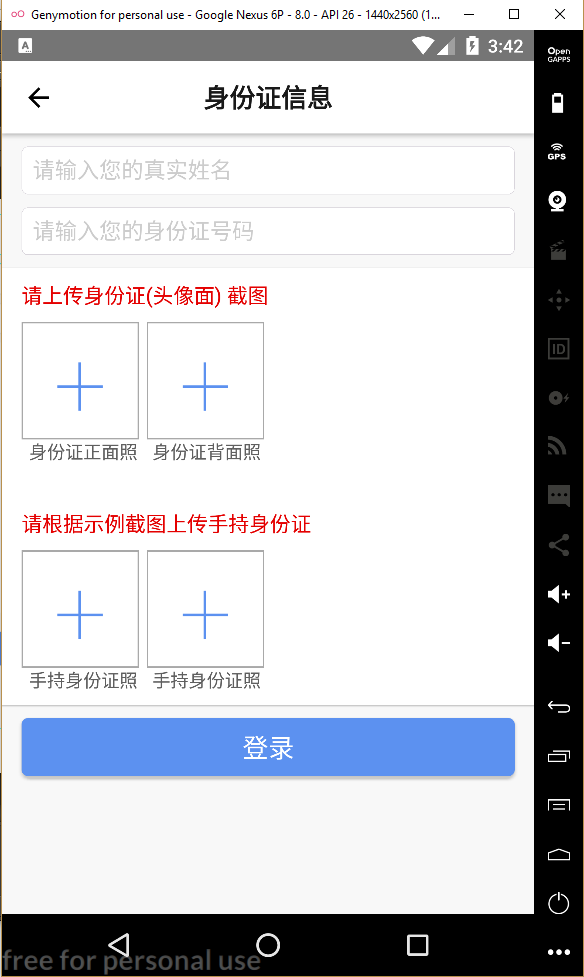 Genymotion for personal use - Google Nexus 6P - 8.0 - API 26 - 1440x2560 (1...
A
3:42
Open
GAPPS
身份证信息
GPS
请输入您的真实姓名
请输入您的身份证号码
请上传身份证(头像面) 截图
ID
身份证正面照 身份证背面照
请根据示例截图上传手持身份证
手持身份证照 手持身份证照
登录
free for personal use